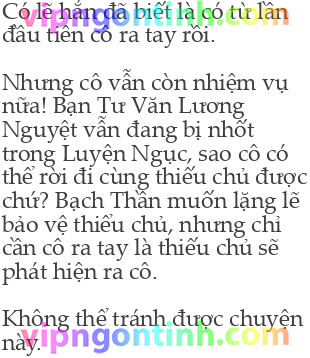 Có lẽ hắn đã biết là có từ lần
đầu tiên cô ra tay rồi.
Nhưng cô vẫn còn nhiệm vụ
nữa! Bạn Tư Văn Lương
Nguyệt vẫn đang bị nhốt
trong Luyện Ngục, sao cô có
thể rời đi cùng thiếu chủ được
chứ? Bạch Thần muốn lặng lẽ
bảo vệ thiếu chủ, nhưng chỉ
cần cô ra tay là thiếu chủ sẽ
phát hiện ra cô.
Không thể tránh được chuyện
này.
vipngontinh.com
vipngontinh.com